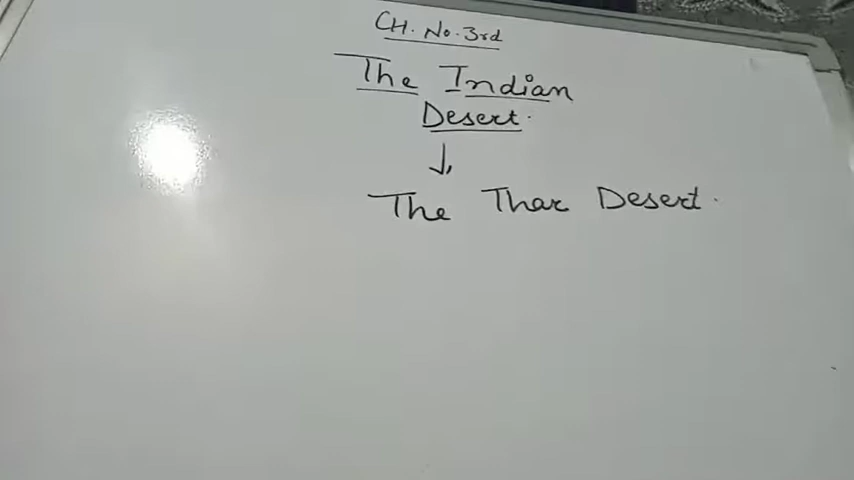 CH. No. 3rd
The Indian
Desert.
↓
The Thar Desert.